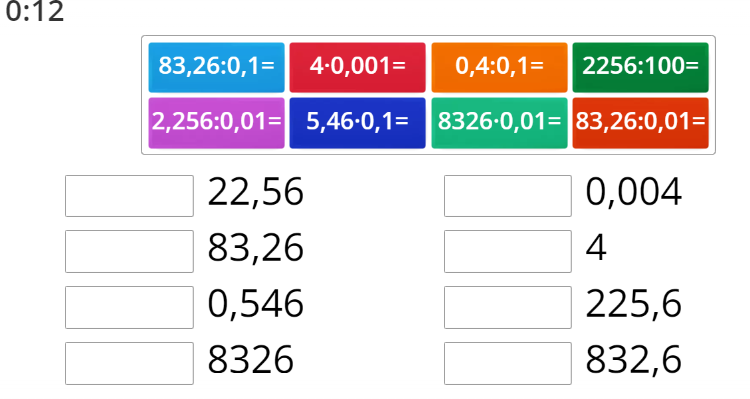 0:12
83,26:0,1= 4·0,001= 0,4:0,1= 2256:100=
2,256:0,01= 5,46·0,1= 8326·0,01= 83,26:0,01=
22,56 0,004
83,26 4
0,546 225,6
8326 832,6